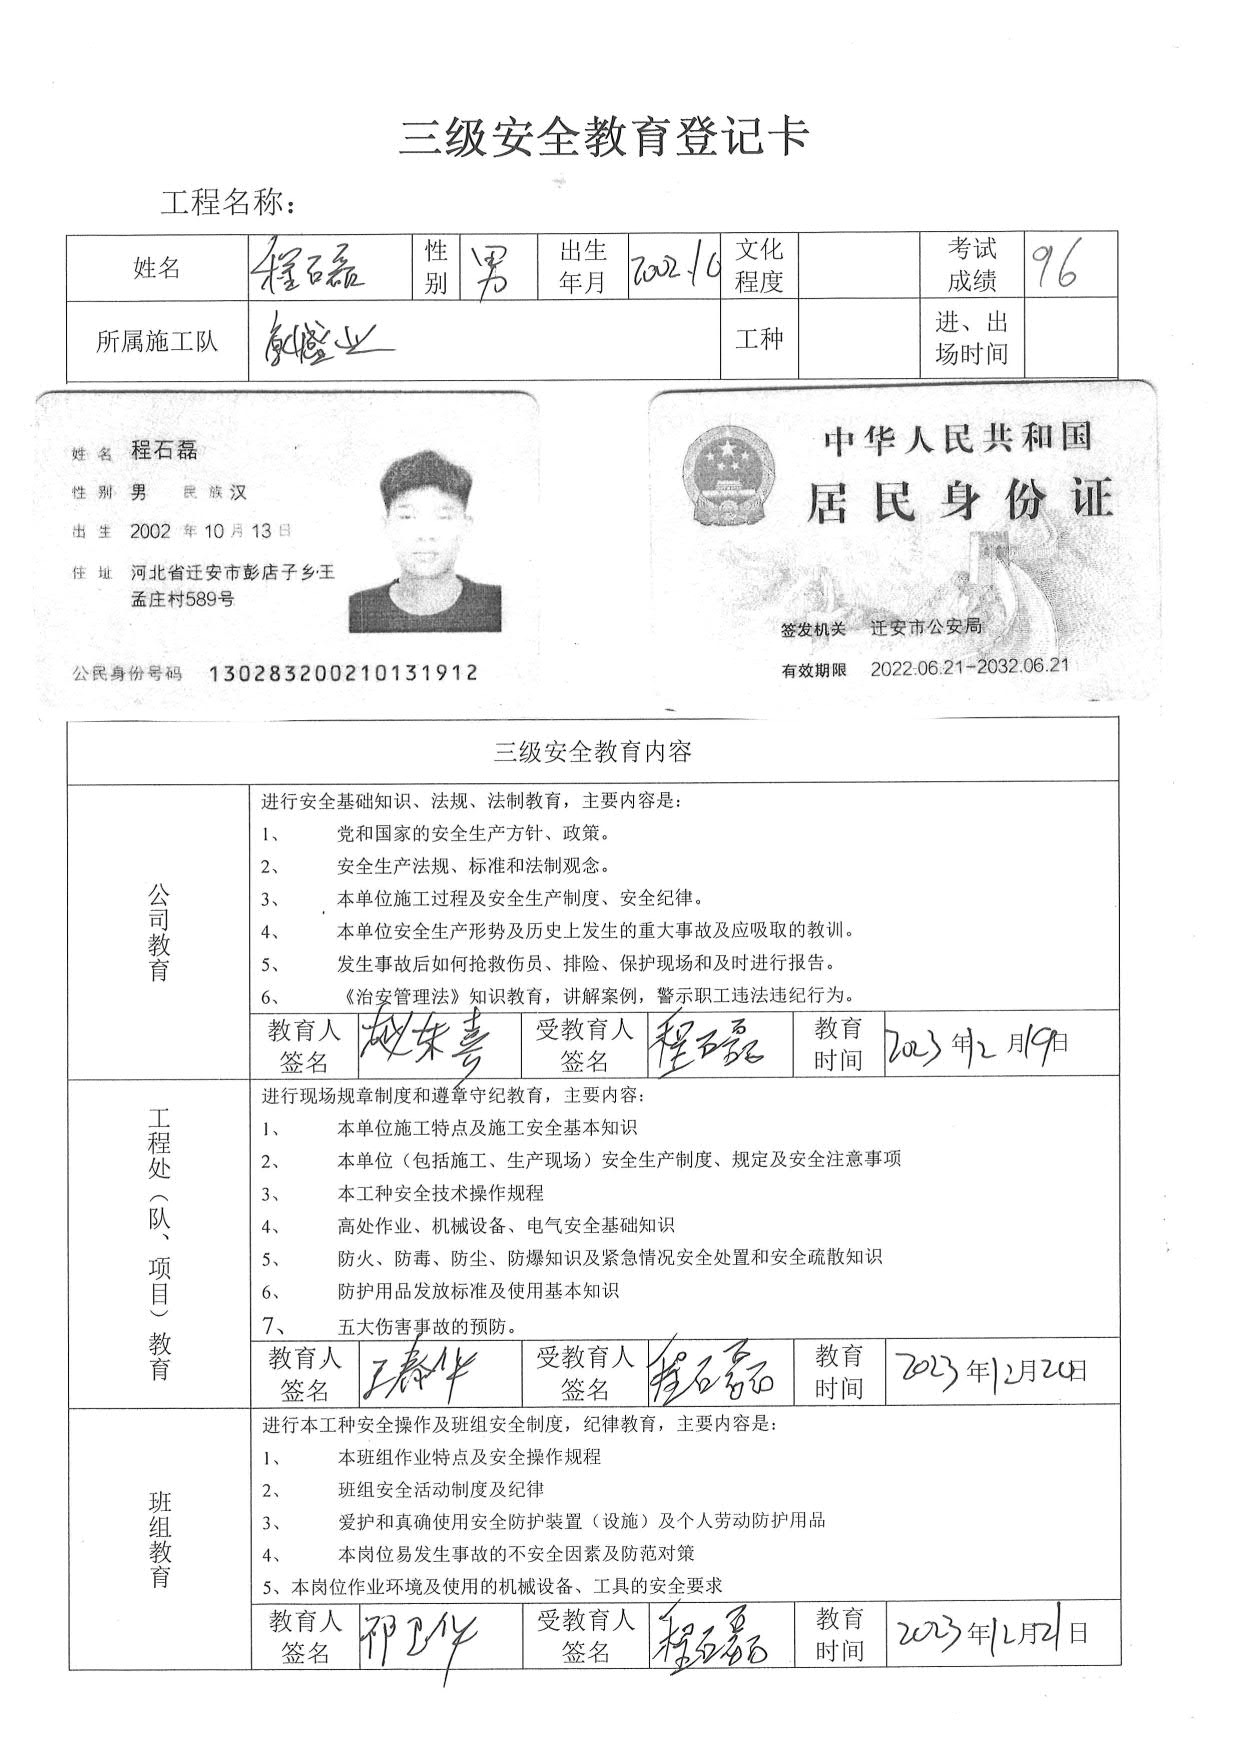 三级安全教育登记卡
工程名称：
姓名 程石磊 性别 男 出生年月 2002.10 文化程度 考试成绩 96
所属施工队 盛业 工种 进、出场时间
姓名 程石磊
性别 男 民族 汉
出生 2002 年 10 月 13 日
住址 河北省迁安市彭店子乡王
孟庄村589号
公民身份号码 130283200210131912
中华人民共和国
居民身份证
签发机关 迁安市公安局
有效期限 2022.06.21-2032.06.21
三级安全教育内容
公司教育
进行安全基础知识、法规、法制教育，主要内容是：
1、 党和国家的安全生产方针、政策。
2、 安全生产法规、标准和法制观念。
3、 本单位施工过程及安全生产制度、安全纪律。
4、 本单位安全生产形势及历史上发生的重大事故及应吸取的教训。
5、 发生事故后如何抢救伤员、排险、保护现场和及时进行报告。
6、 《治安管理法》知识教育，讲解案例，警示职工违法违纪行为。
教育人签名 赵东喜 受教育人签名 程石磊 教育时间 2023 年12 月19日
工程处（队、项目）教育
进行现场规章制度和遵章守纪教育，主要内容：
1、 本单位施工特点及施工安全基本知识
2、 本单位（包括施工、生产现场）安全生产制度、规定及安全注意事项
3、 本工种安全技术操作规程
4、 高处作业、机械设备、电气安全基础知识
5、 防火、防毒、防尘、防爆知识及紧急情况安全处置和安全疏散知识
6、 防护用品发放标准及使用基本知识
7、 五大伤害事故的预防。
教育人签名 王春华 受教育人签名 程石磊 教育时间 2023 年12月20日
班组教育
进行本工种安全操作及班组安全制度，纪律教育，主要内容是：
1、 本班组作业特点及安全操作规程
2、 班组安全活动制度及纪律
3、 爱护和真确使用安全防护装置（设施）及个人劳动防护用品
4、 本岗位易发生事故的不安全因素及防范对策
5、本岗位作业环境及使用的机械设备、工具的安全要求
教育人签名 祁卫华 受教育人签名 程石磊 教育时间 2023 年12月21日